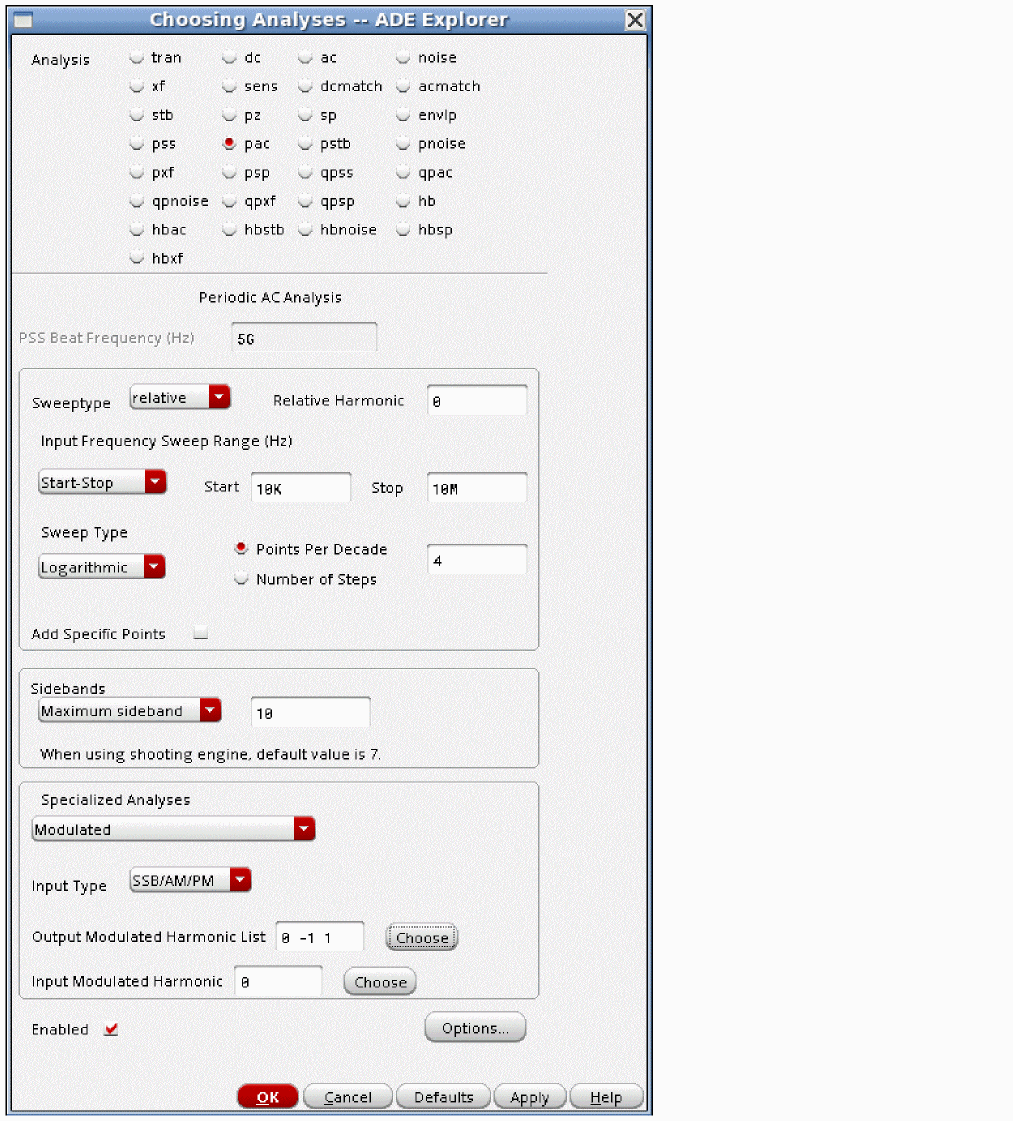 Choosing Analyses -- ADE Explorer
Analysis tran dc ac noise
xf sens dcmatch acmatch
stb pz sp envlp
pss pac pstb pnoise
pxf psp qpss qpac
qpnoise qpxf qpsp hb
hbac hbstb hbnoise hbsp
hbxf
Periodic AC Analysis
PSS Beat Frequency (Hz) 5G
Sweeptype relative Relative Harmonic 0
Input Frequency Sweep Range (Hz)
Start-Stop Start 10K Stop 10M
Sweep Type
Points Per Decade
Logarithmic 4
Number of Steps
Add Specific Points
Sidebands
Maximum sideband 10
When using shooting engine, default value is 7.
Specialized Analyses
Modulated
Input Type SSB/AM/PM
Output Modulated Harmonic List 0 -1 1 Choose
Input Modulated Harmonic 0 Choose
Enabled Options...
OK Cancel Defaults Apply Help